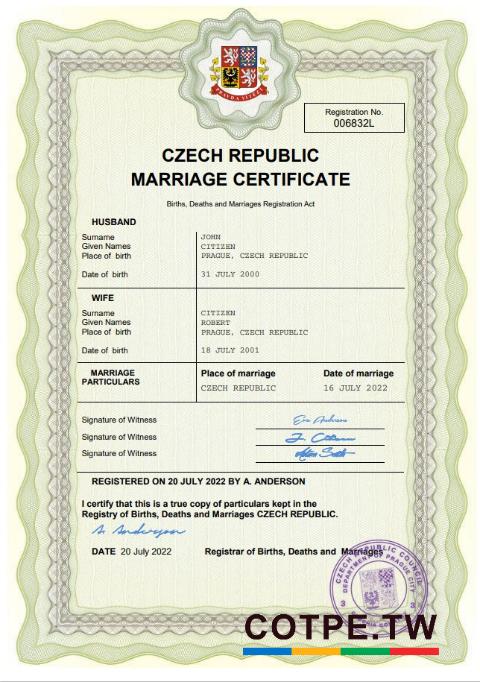 PRAVDA VÍTĚZÍ
Registration No.
006832L
CZECH REPUBLIC
MARRIAGE CERTIFICATE
Births, Deaths and Marriages Registration Act
HUSBAND
Surname JOHN
Given Names CITIZEN
Place of birth PRAGUE, CZECH REPUBLIC
Date of birth 31 JULY 2000
WIFE
Surname CITIZEN
Given Names ROBERT
Place of birth PRAGUE, CZECH REPUBLIC
Date of birth 18 JULY 2001
MARRIAGE PARTICULARS
Place of marriage Date of marriage
CZECH REPUBLIC 16 JULY 2022
Signature of Witness
Signature of Witness
Signature of Witness
REGISTERED ON 20 JULY 2022 BY A. ANDERSON
I certify that this is a true copy of particulars kept in the
Registry of Births, Deaths and Marriages CZECH REPUBLIC.
A. Anderson
DATE 20 July 2022 Registrar of Births, Deaths and Marriages
CZECH REPUBLIC COUNCIL
DEPARTMENT OF PRAGUE CITY
3 3
COTPE.TW